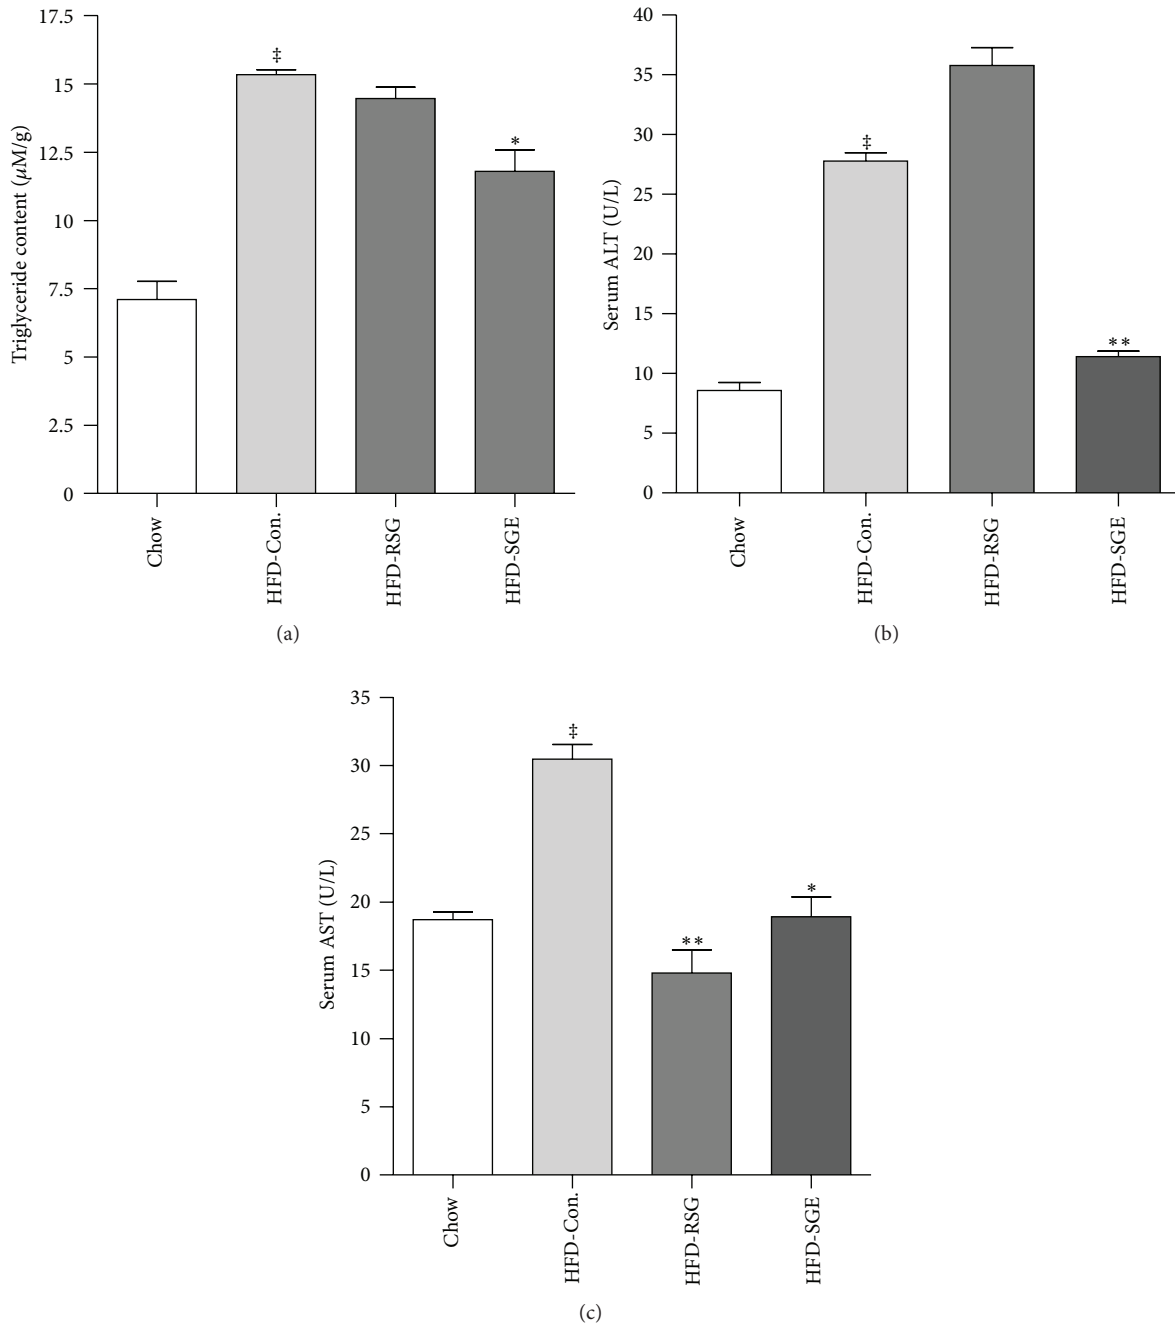 17.5
15
12.5
10
7.5
5
2.5
0
Triglyceride content (μM/g)
‡
*
Chow
HFD-Con.
HFD-RSG
HFD-SGE
(a)
40
35
30
25
20
15
10
5
0
Serum ALT (U/L)
‡
**
Chow
HFD-Con.
HFD-RSG
HFD-SGE
(b)
35
30
25
20
15
10
5
0
Serum AST (U/L)
‡
**
*
Chow
HFD-Con.
HFD-RSG
HFD-SGE
(c)